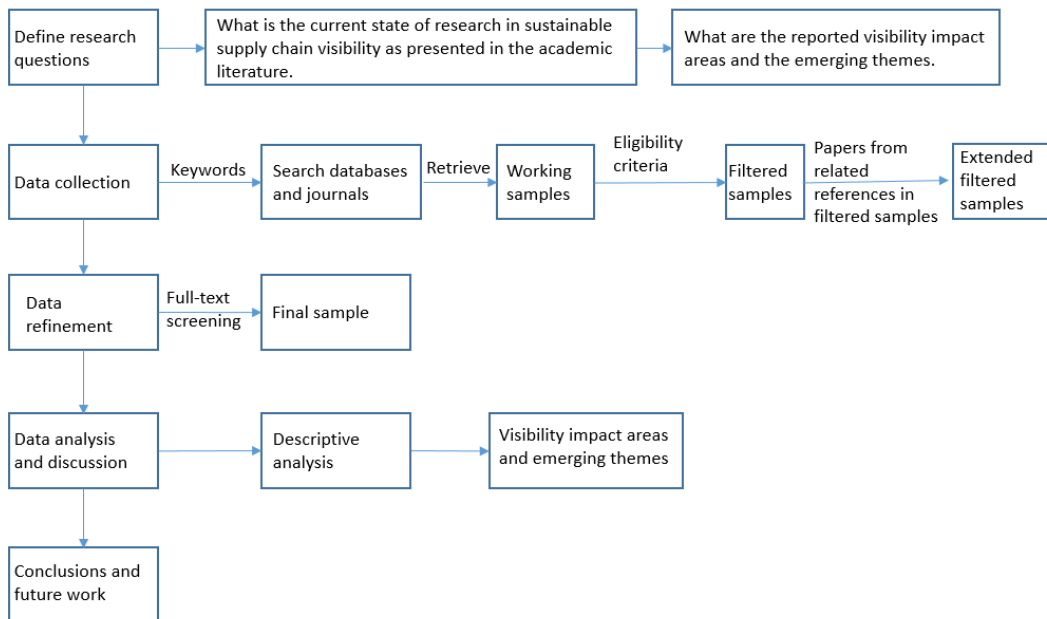 Define research
questions
What is the current state of research in sustainable
supply chain visibility as presented in the academic
literature.
What are the reported visibility impact
areas and the emerging themes.
Data collection
Keywords
Search databases
and journals
Retrieve
Working
samples
Eligibility
criteria
Filtered
samples
Papers from
related
references in
filtered samples
Extended
filtered
samples
Data
refinement
Full-text
screening
Final sample
Data analysis
and discussion
Descriptive
analysis
Visibility impact areas
and emerging themes
Conclusions and
future work